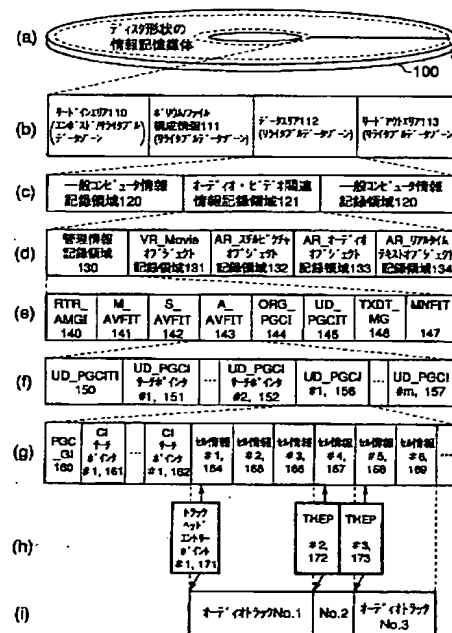 (a)
ディスク形状の
情報記憶媒体
100
(b)
リードインエリア110
(エンボスド/リライタブル)
データゾーン)
ボリウム/ファイル
構成情報111
(リライタブルデータゾーン)
データエリア112
(リライタブルデータゾーン)
リードアウトエリア113
(リライタブルデータゾーン)
(c)
一般コンピュータ情報
記録領域120
オーディオ・ビデオ関連
情報記録領域121
一般コンピュータ情報
記録領域120
(d)
管理情報
記録領域
130
VR_Movie
オブジェクト
記録領域131
AR_スチルピクチャ
オブジェクト
記録領域132
AR_オーディオ
オブジェクト
記録領域133
AR_リアルタイム
テキストオブジェクト
記録領域134
(e)
RTR_
AMGI
140
M_
AVFIT
141
S_
AVFIT
142
A_
AVFIT
143
ORG_
PGCI
144
UD_
PGCIT
145
TXDT_
MG
146
MNFIT
147
(f)
UD_PGCITI
150
UD_PGCI
サーチポインタ
#1, 151
…
UD_PGCI
サーチポインタ
#2, 152
UD_PGCI
#1, 156
…
UD_PGCI
#m, 157
(g)
PGC
_GI
160
CI
サーチ
ポインタ
#1, 161
…
CI
サーチ
ポインタ
#1, 162
セル情報
#1,
164
セル情報
#2,
165
セル情報
#3,
166
セル情報
#4,
167
セル情報
#5,
168
セル情報
#6,
169
…
(h)
トラック
ヘッド
エントリー
ポイント
#1, 171
THEP
#2,
172
THEP
#3,
173
(i)
オーディオトラックNo.1
No.2
オーディオトラック
No.3